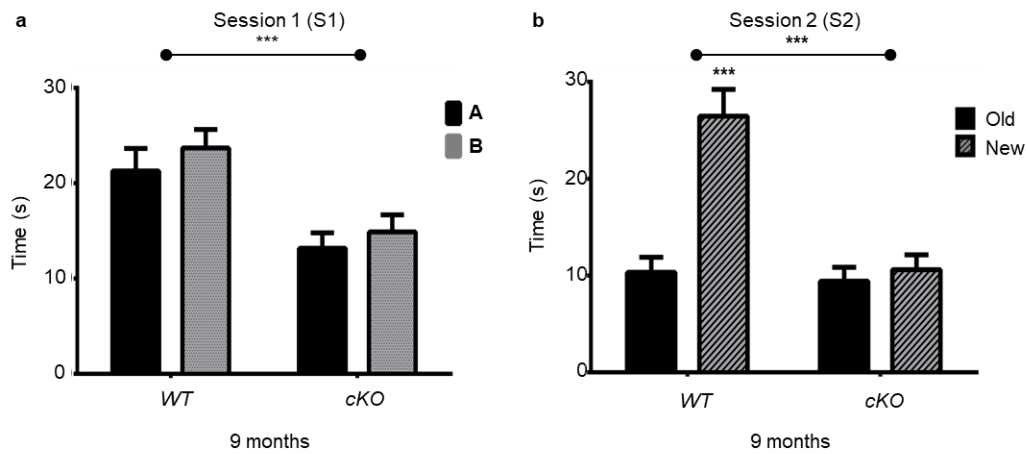 a
Session 1 (S1)
***
30
20
10
0
Time (s)
A
B
WT
cKO
9 months
b
Session 2 (S2)
***
***
30
20
10
0
Time (s)
Old
New
WT
cKO
9 months